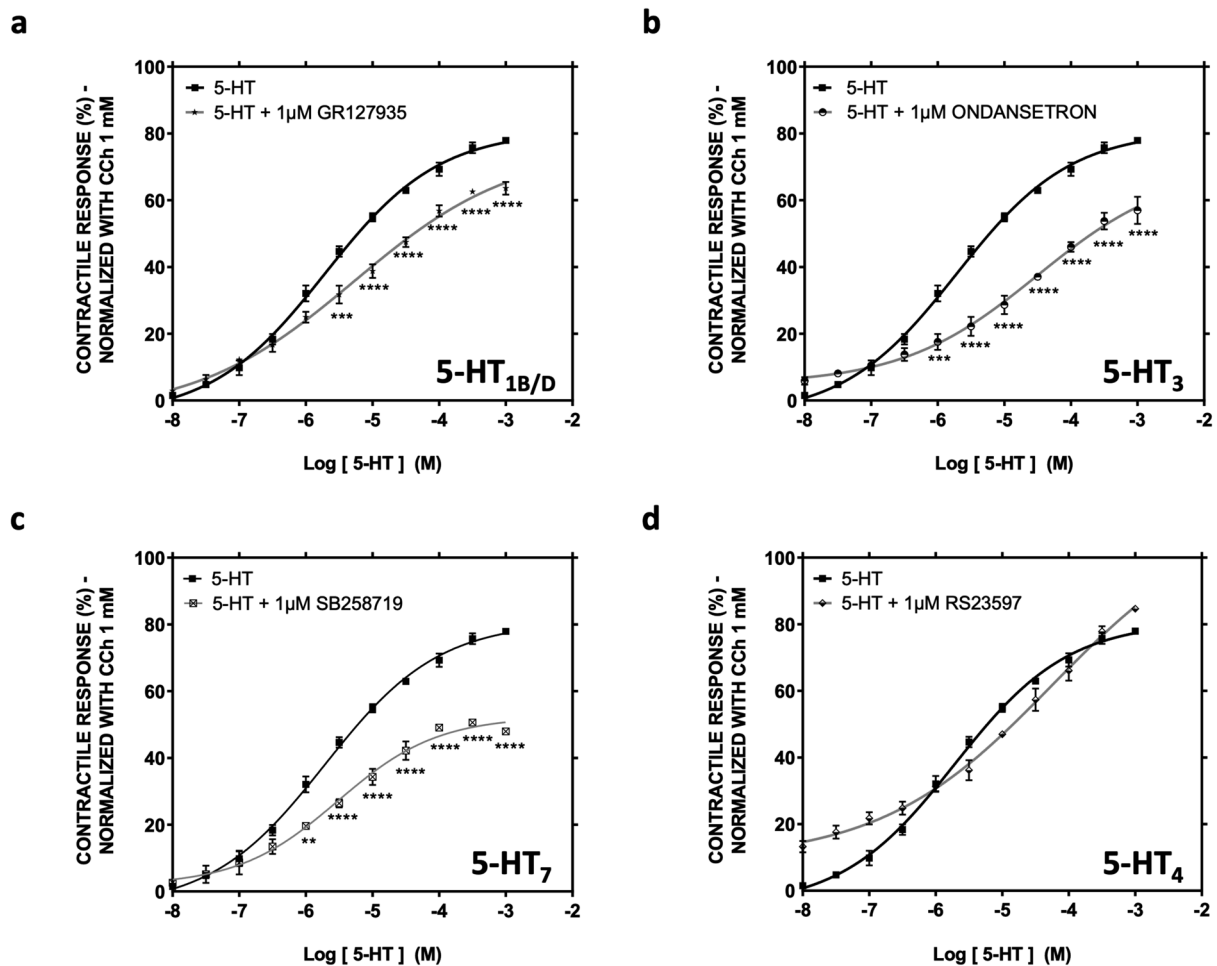 a
CONTRACTILE RESPONSE (%) -
NORMALIZED WITH CCh 1 mM
100
80
60
40
20
0
5-HT
5-HT + 1µM GR127935
***
****
****
****
****
****
5-HT1B/D
-8 -7 -6 -5 -4 -3 -2
Log [ 5-HT ] (M)
b
CONTRACTILE RESPONSE (%) -
NORMALIZED WITH CCh 1 mM
100
80
60
40
20
0
5-HT
5-HT + 1µM ONDANSETRON
***
****
****
****
****
****
****
5-HT3
-8 -7 -6 -5 -4 -3 -2
Log [ 5-HT ] (M)
c
CONTRACTILE RESPONSE (%) -
NORMALIZED WITH CCh 1 mM
100
80
60
40
20
0
5-HT
5-HT + 1µM SB258719
**
****
****
****
****
****
****
5-HT7
-8 -7 -6 -5 -4 -3 -2
Log [ 5-HT ] (M)
d
CONTRACTILE RESPONSE (%) -
NORMALIZED WITH CCh 1 mM
100
80
60
40
20
0
5-HT
5-HT + 1µM RS23597
5-HT4
-8 -7 -6 -5 -4 -3 -2
Log [ 5-HT ] (M)